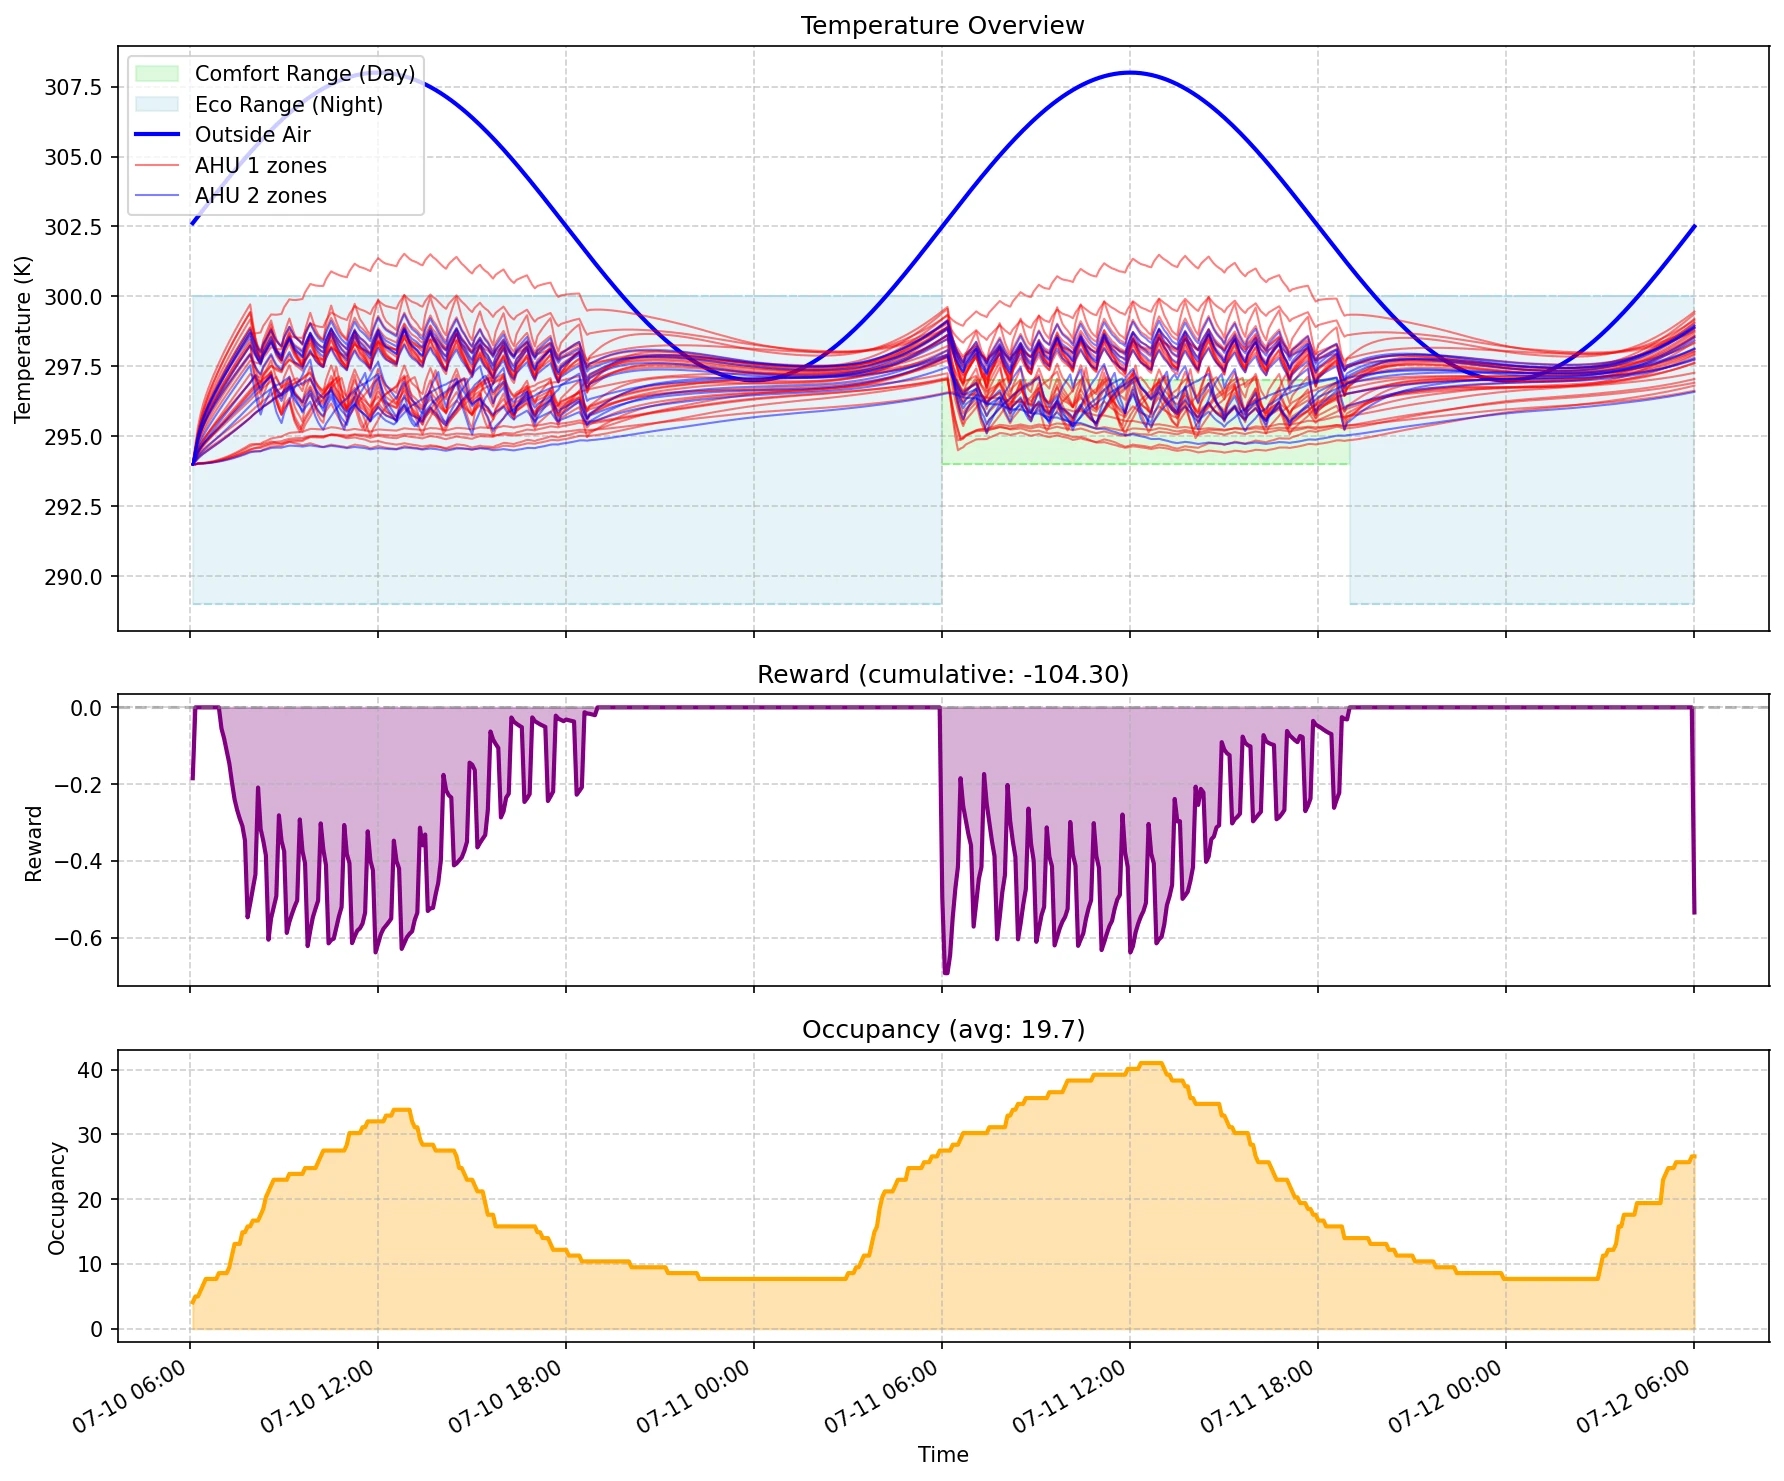 Temperature Overview
Comfort Range (Day)
Eco Range (Night)
Outside Air
AHU 1 zones
AHU 2 zones
Temperature (K)
307.5
305.0
302.5
300.0
297.5
295.0
292.5
290.0
Reward (cumulative: -104.30)
Reward
0.0
−0.2
−0.4
−0.6
Occupancy (avg: 19.7)
Occupancy
40
30
20
10
0
07-10 06:00
07-10 12:00
07-10 18:00
07-11 00:00
07-11 06:00
07-11 12:00
07-11 18:00
07-12 00:00
07-12 06:00
Time